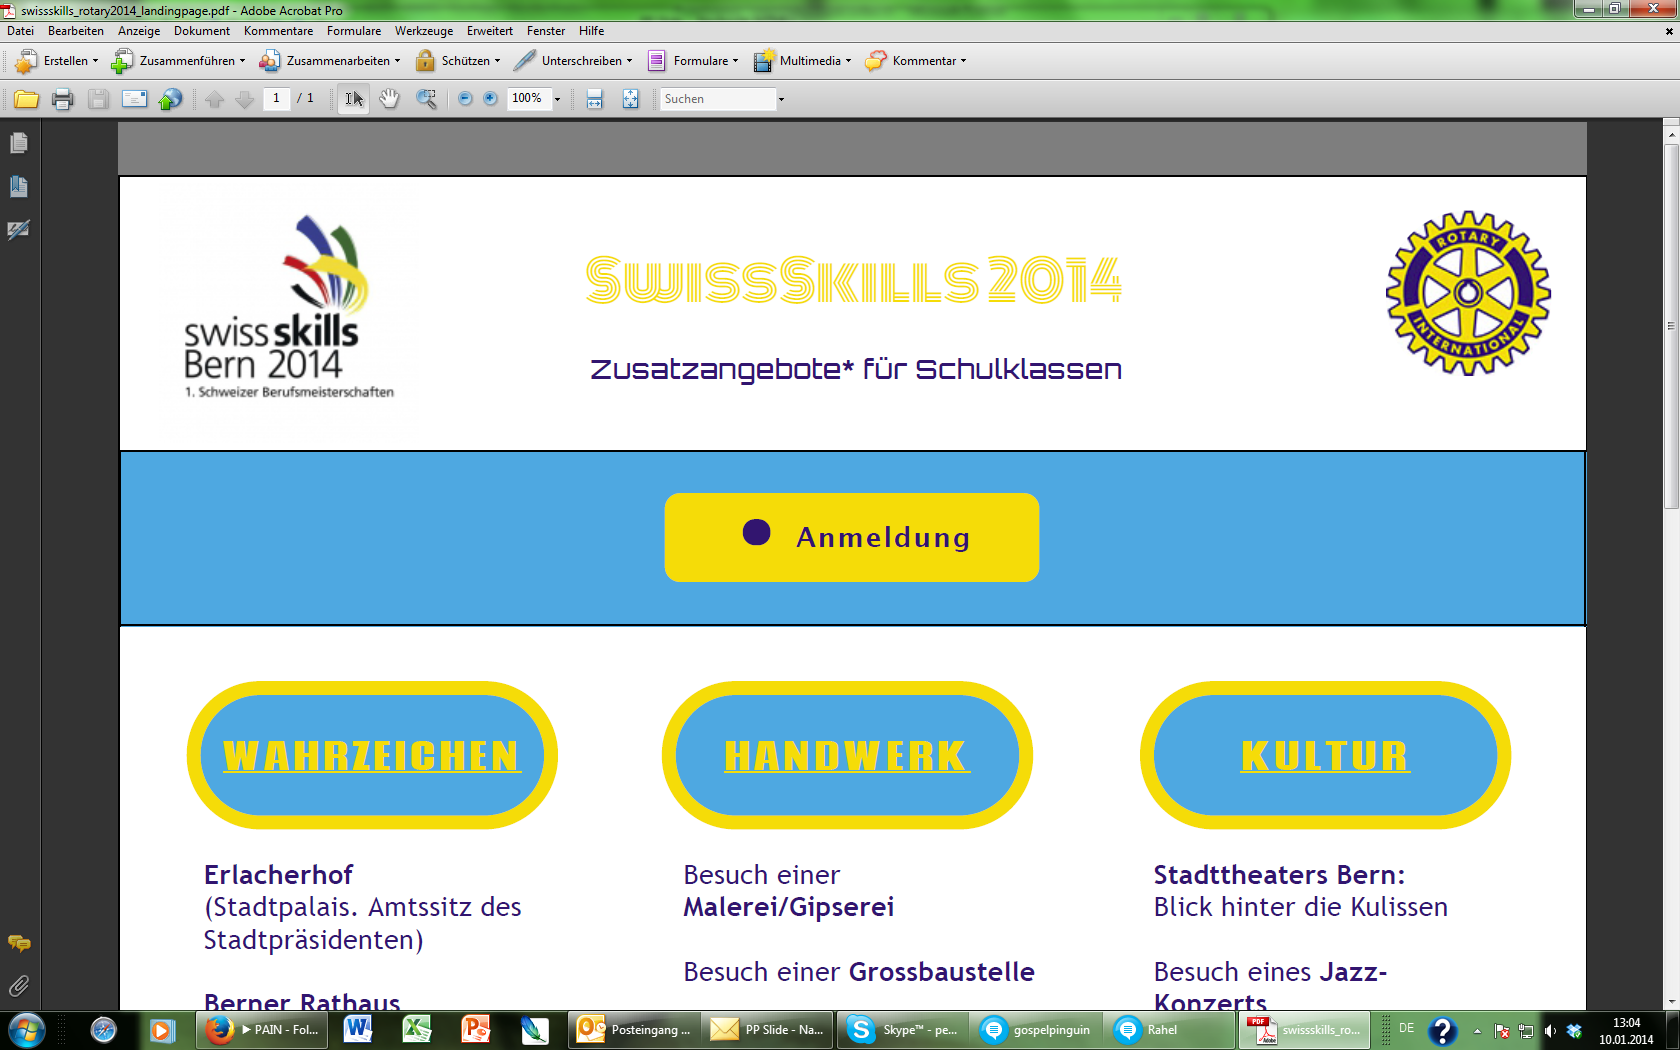 swissskills_rotary2014_landingpage.pdf - Adobe Acrobat Pro
Datei Bearbeiten Anzeige Dokument Kommentare Formulare Werkzeuge Erweitert Fenster Hilfe
Erstellen Zusammenführen Zusammenarbeiten Schützen Unterschreiben Formulare Multimedia Kommentar
1 / 1 100% Suchen
swiss skills
Bern 2014
1. Schweizer Berufsmeisterschaften
SwissSkills 2014
Zusatzangebote* für Schulklassen
ROTARY
INTERNATIONAL
Anmeldung
WAHRZEICHEN
HANDWERK
KULTUR
Erlacherhof
(Stadtpalais. Amtssitz des
Stadtpräsidenten)
Berner Rathaus
Besuch einer
Malerei/Gipserei
Besuch einer Grossbaustelle
Stadttheaters Bern:
Blick hinter die Kulissen
Besuch eines Jazz-
Konzerts
PAIN - Fol... Posteingang ... PP Slide - Na... Skype™ - pe... gospelpinguin Rahel swissskills_ro... DE 13:04
10.01.2014